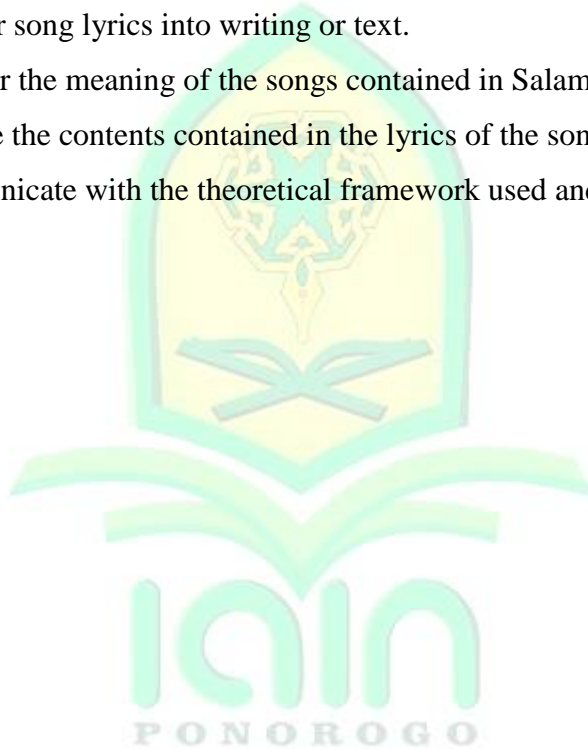 r song lyrics into writing or text.
r the meaning of the songs contained in Salam
e the contents contained in the lyrics of the son
nicate with the theoretical framework used and
iain
PONOROGO